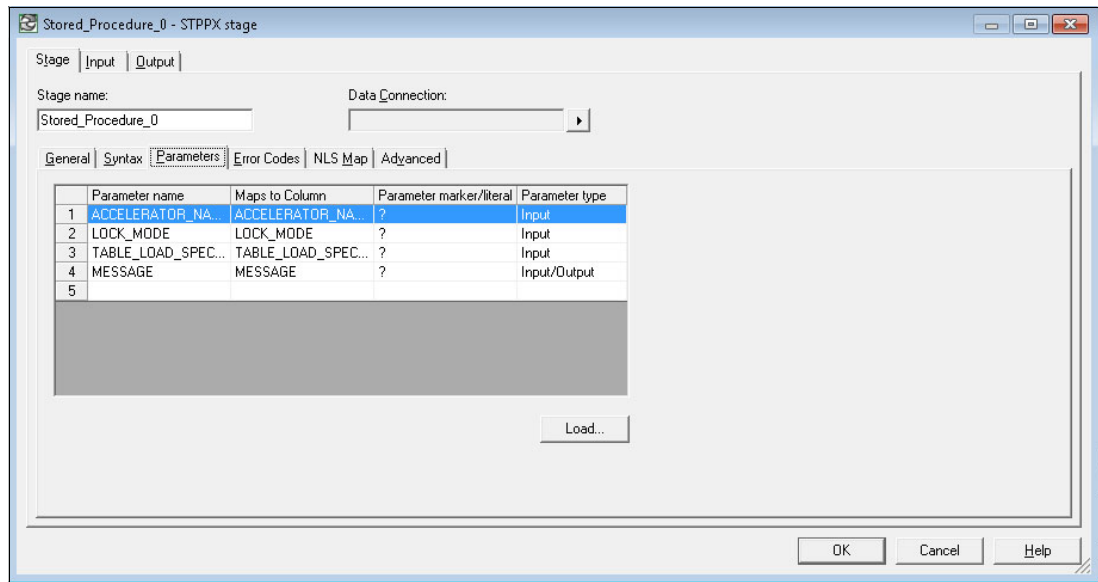 Stored_Procedure_0 - STPPX stage
Stage Input Output
Stage name: Data Connection:
Stored_Procedure_0
General Syntax Parameters Error Codes NLS Map Advanced
Parameter name Maps to Column Parameter marker/literal Parameter type
1 ACCELERATOR_NA... ACCELERATOR_NA... ? Input
2 LOCK_MODE LOCK_MODE ? Input
3 TABLE_LOAD_SPEC... TABLE_LOAD_SPEC... ? Input
4 MESSAGE MESSAGE ? Input/Output
5
Load...
OK Cancel Help